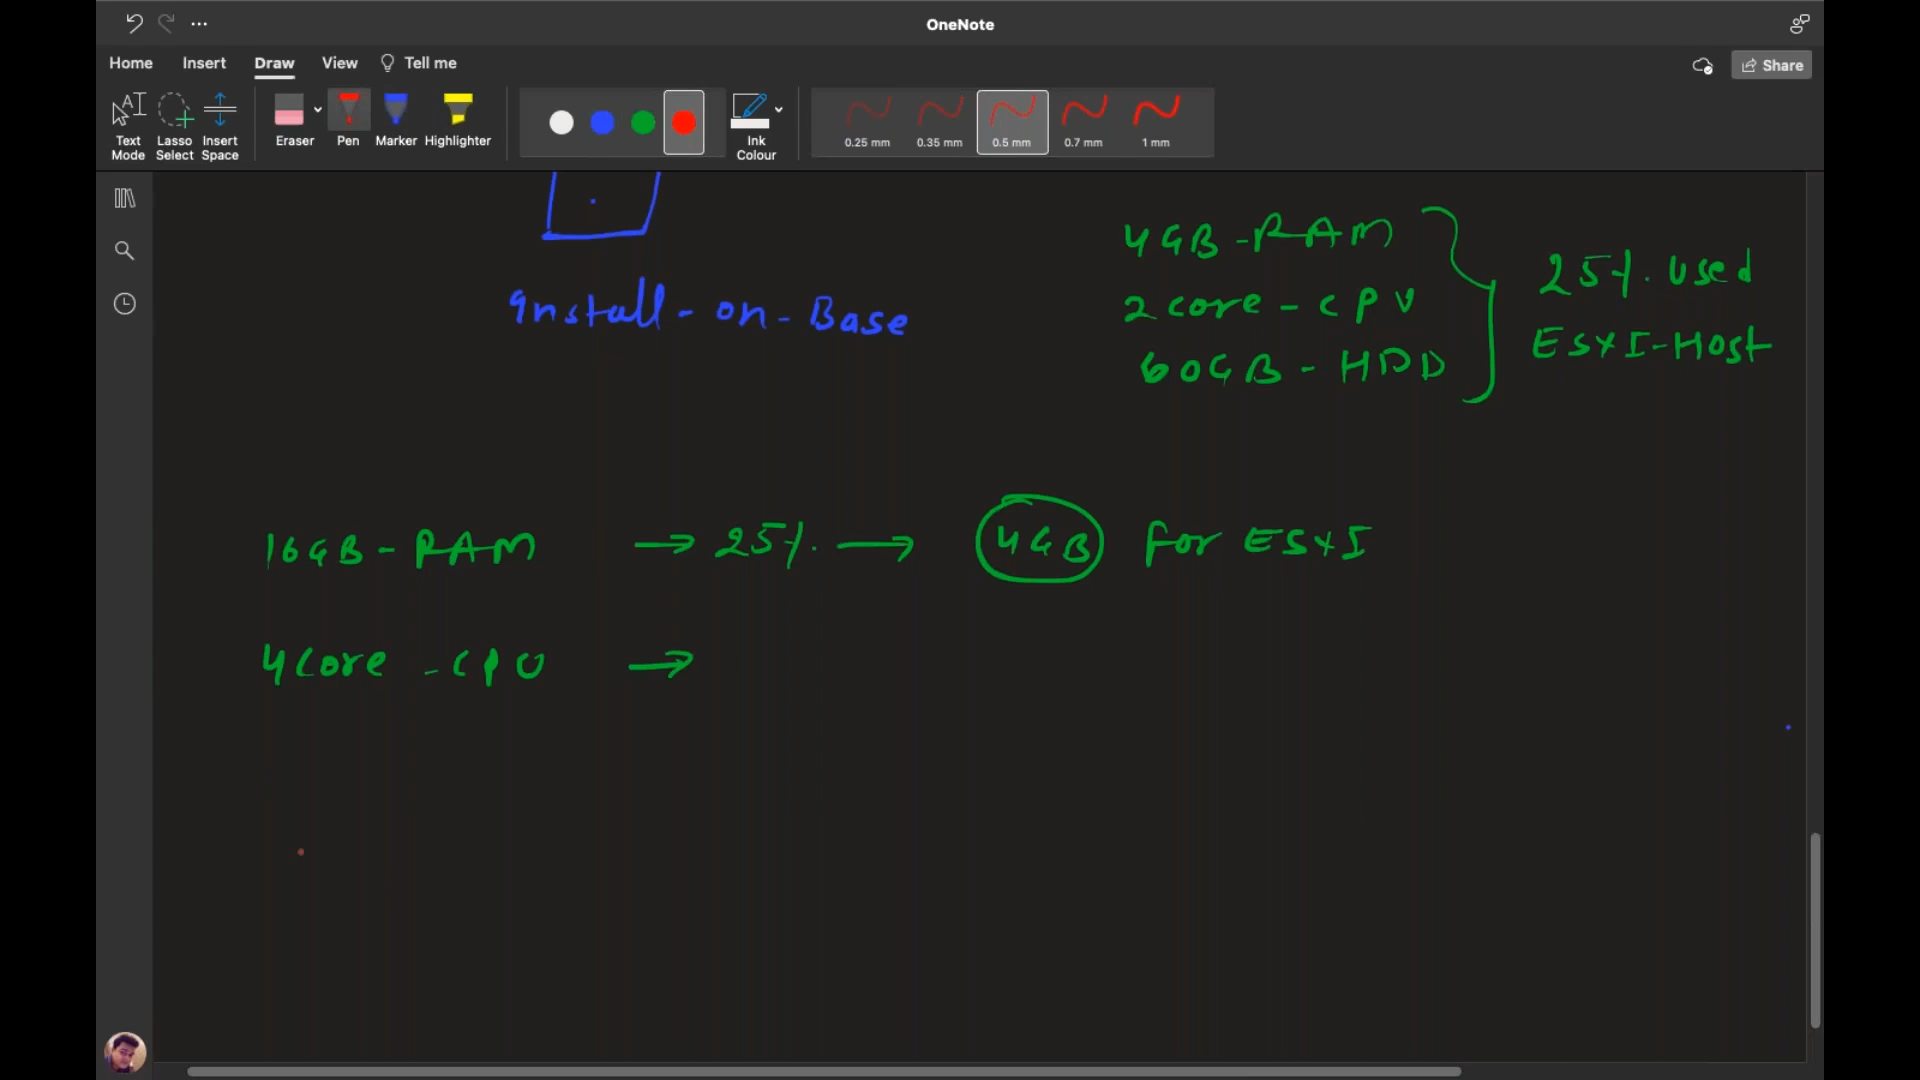 OneNote
Home Insert Draw View Tell me
Share
Text Mode
Lasso Select
Insert Space
Eraser
Pen
Marker
Highlighter
Ink Colour
0.25 mm
0.35 mm
0.5 mm
0.7 mm
1 mm
4GB-RAM
2core-CPU
60GB-HDD
25%. Used
ESXI-Host
Install-on-Base
16GB-RAM → 25%. → 4GB for ESXI
4Core-CPU →